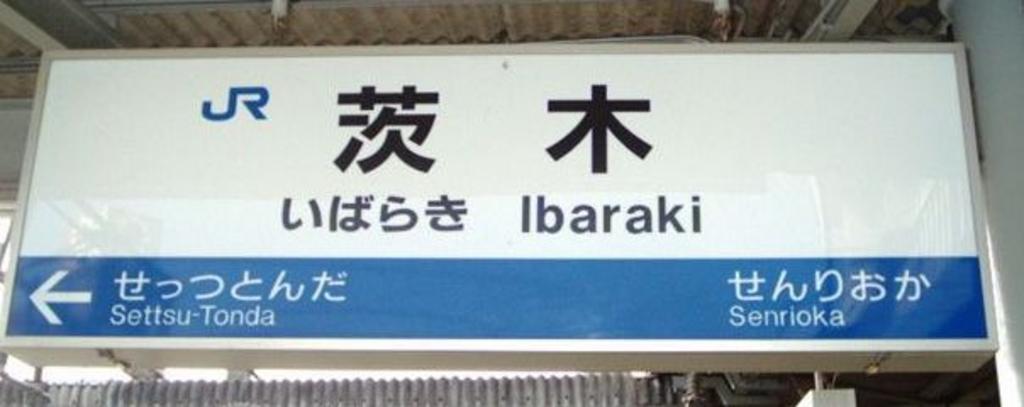 JR 茨木
いばらき Ibaraki
← せっつとんだ せんりおか
Settsu-Tonda Senrioka